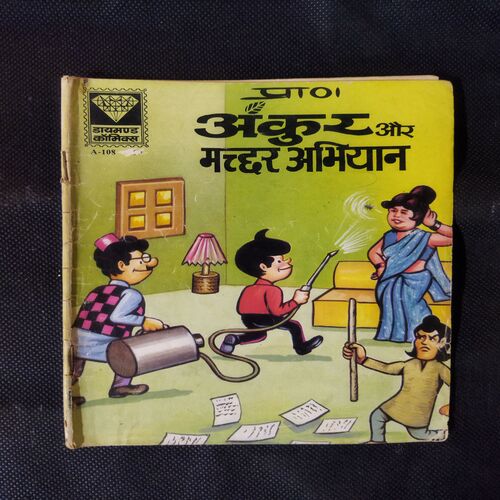 प्राण
अंकुर और
मच्छर अभियान
डायमण्ड
कॉमिक्स
A-108